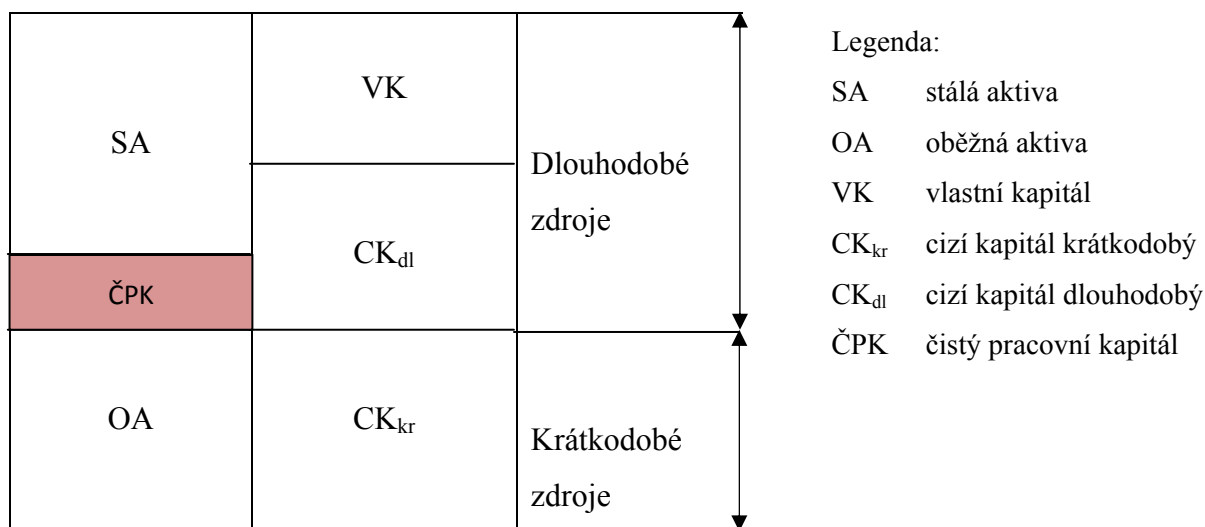 VK
SA
Dlouhodobé
zdroje
CKdl
ČPK
OA
CKkr
Krátkodobé
zdroje
Legenda:
SA stálá aktiva
OA oběžná aktiva
VK vlastní kapitál
CKkr cizí kapitál krátkodobý
CKdl cizí kapitál dlouhodobý
ČPK čistý pracovní kapitál